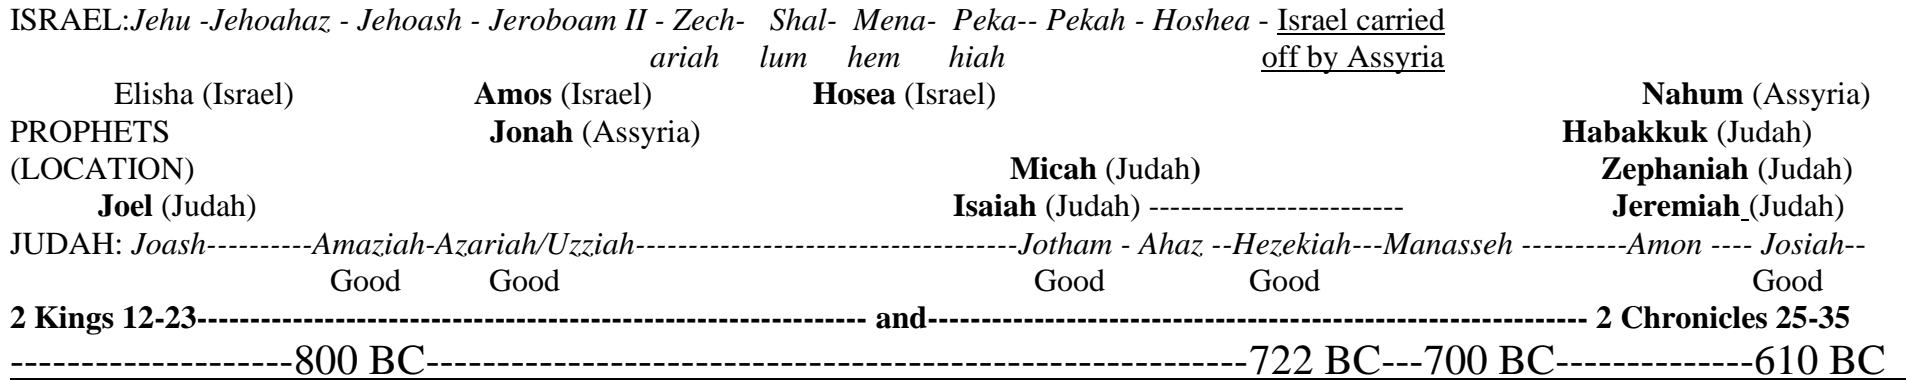 ISRAEL:Jehu -Jehoahaz - Jehoash - Jeroboam II - Zech- Shal- Mena- Peka-- Pekah - Hoshea - Israel carried
ariah lum hem hiah off by Assyria
Elisha (Israel) Amos (Israel) Hosea (Israel) Nahum (Assyria)
PROPHETS Jonah (Assyria) Habakkuk (Judah)
(LOCATION) Micah (Judah) Zephaniah (Judah)
Joel (Judah) Isaiah (Judah) ------------------------ Jeremiah (Judah)
JUDAH: Joash----------Amaziah-Azariah/Uzziah------------------------------------Jotham - Ahaz --Hezekiah---Manasseh ----------Amon ---- Josiah--
Good Good Good Good Good
2 Kings 12-23--------------------------------------------------------------- and-------------------------------------------------------------- 2 Chronicles 25-35
--------------------800 BC----------------------------------------------------------722 BC---700 BC--------------610 BC